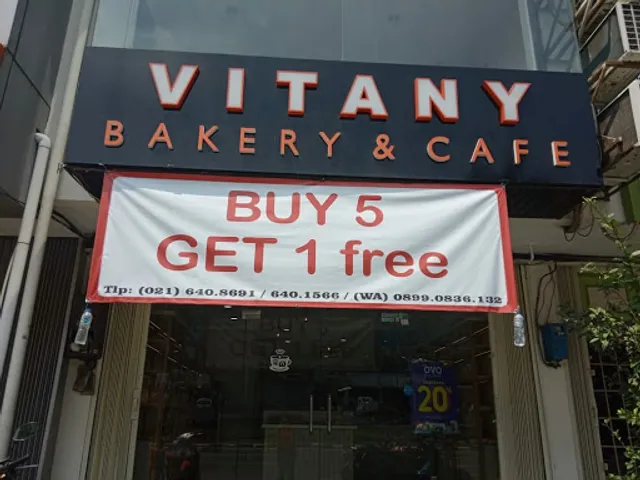 VITANY
BAKERY & CAFE
BUY 5
GET 1 free
Tlp: (021) 640.8691 / 640.1566 / (WA) 0899.0836.132
OVO
20%